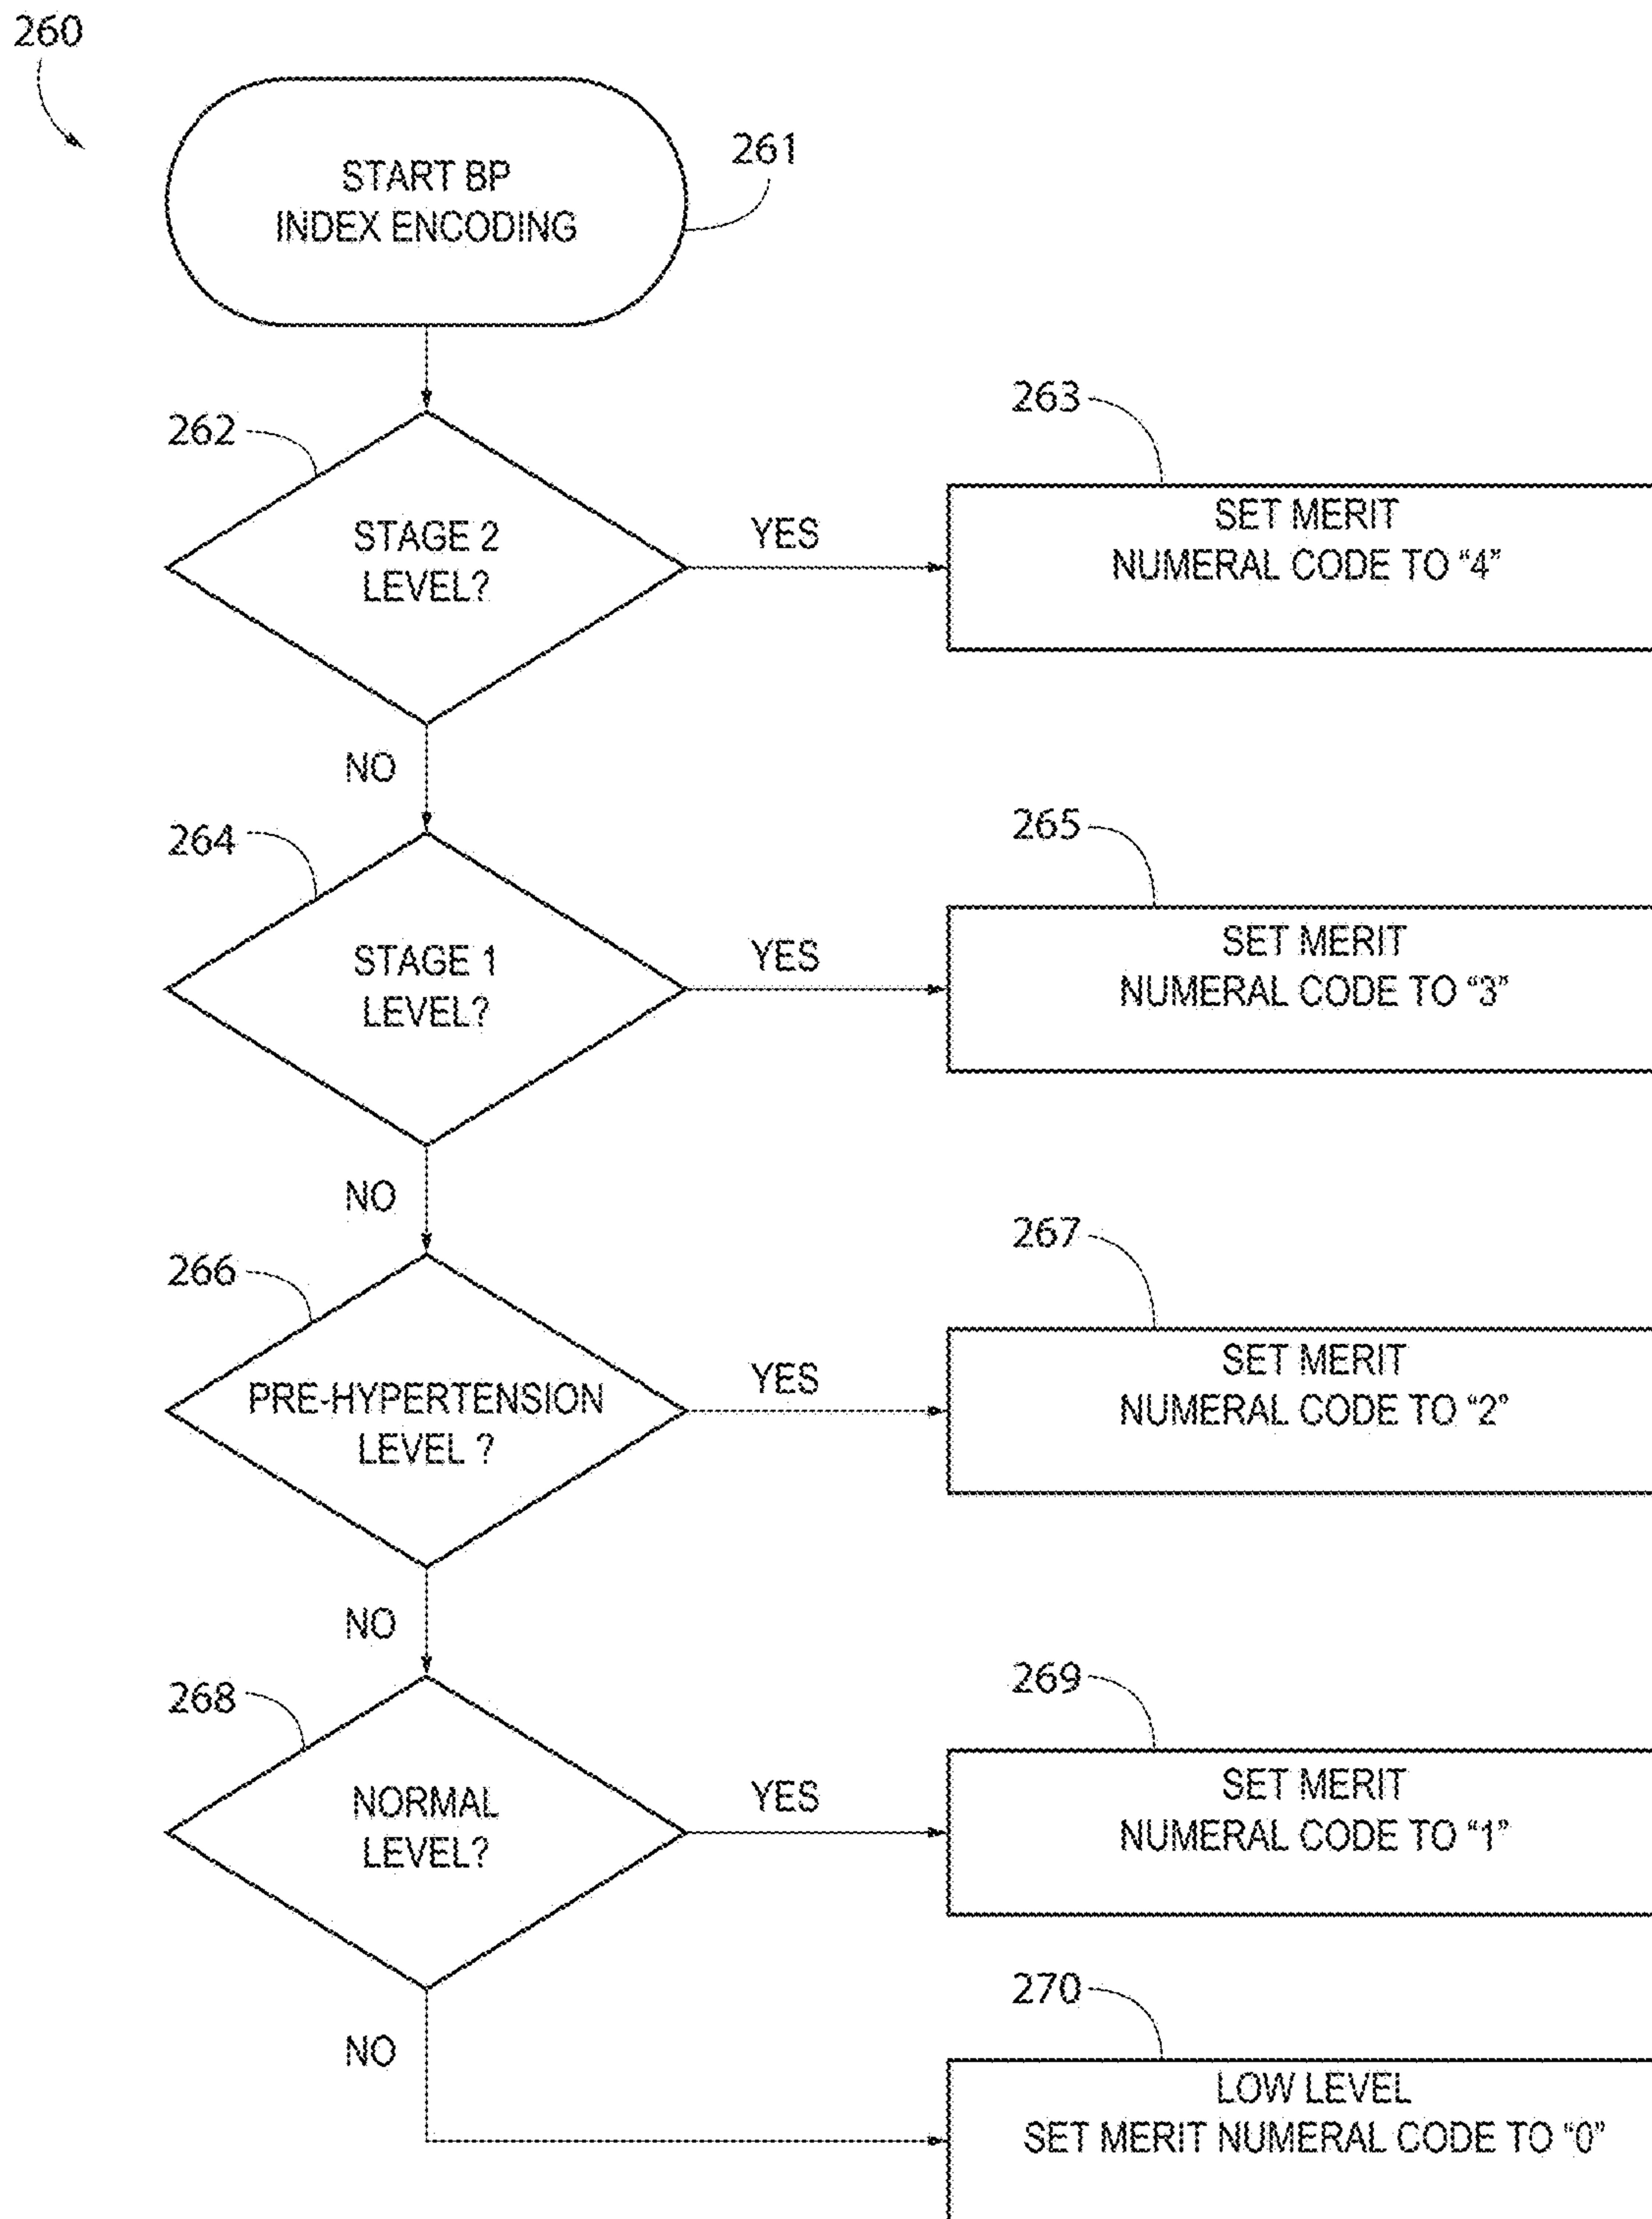 260
START BP
INDEX ENCODING
261
262
STAGE 2
LEVEL?
YES
263
SET MERIT
NUMERAL CODE TO “4”
NO
264
STAGE 1
LEVEL?
YES
265
SET MERIT
NUMERAL CODE TO “3”
NO
266
PRE-HYPERTENSION
LEVEL ?
YES
267
SET MERIT
NUMERAL CODE TO “2”
NO
268
NORMAL
LEVEL?
YES
269
SET MERIT
NUMERAL CODE TO “1”
NO
270
LOW LEVEL
SET MERIT NUMERAL CODE TO “0”